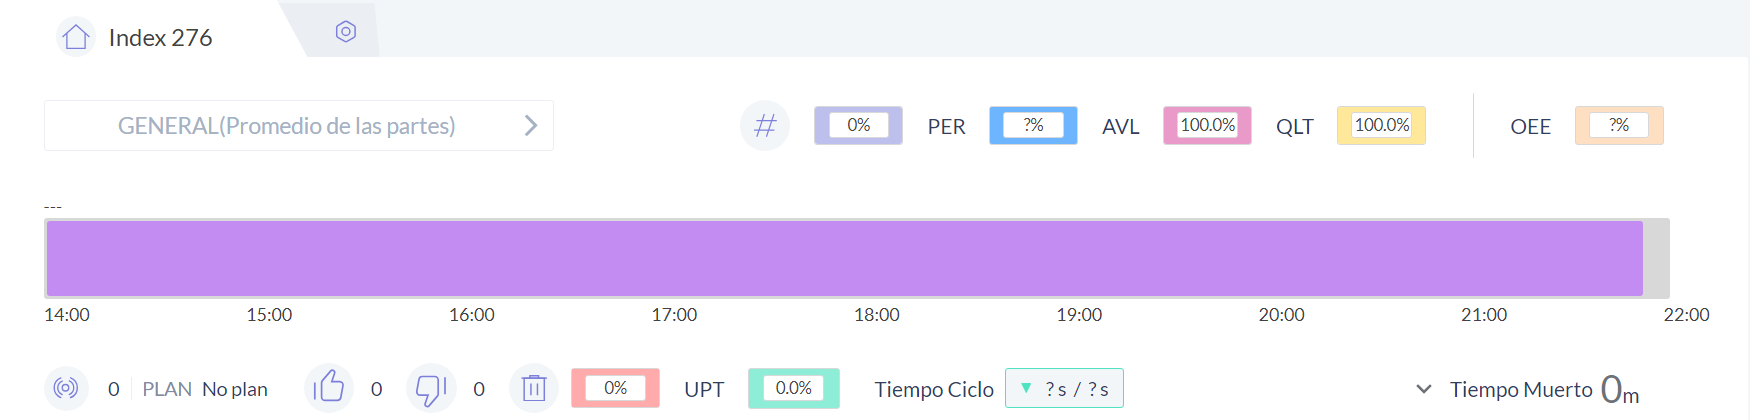 Index 276
GENERAL(Promedio de las partes)
# 0% PER ?% AVL 100.0% QLT 100.0% OEE ?%
---
14:00 15:00 16:00 17:00 18:00 19:00 20:00 21:00 22:00
0 PLAN No plan 0 0 0% UPT 0.0% Tiempo Ciclo ▼ ?s / ?s Tiempo Muerto 0m